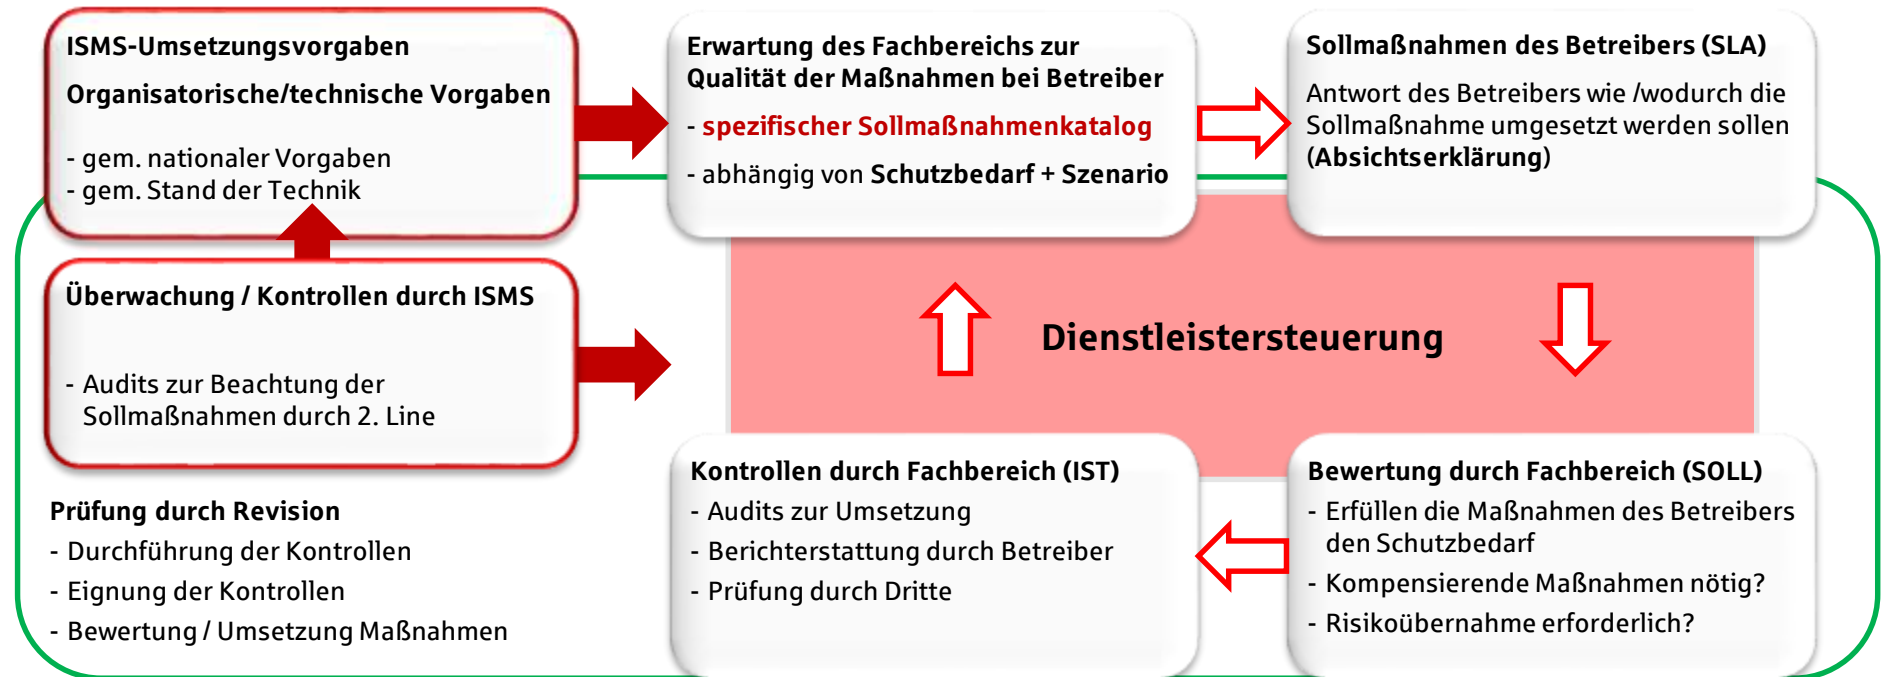 ISMS-Umsetzungsvorgaben
Organisatorische/technische Vorgaben
- gem. nationaler Vorgaben
- gem. Stand der Technik
Erwartung des Fachbereichs zur
Qualität der Maßnahmen bei Betreiber
- spezifischer Sollmaßnahmenkatalog
- abhängig von Schutzbedarf + Szenario
Sollmaßnahmen des Betreibers (SLA)
Antwort des Betreibers wie /wodurch die
Sollmaßnahme umgesetzt werden sollen
(Absichtserklärung)
Überwachung / Kontrollen durch ISMS
- Audits zur Beachtung der
Sollmaßnahmen durch 2. Line
Dienstleistersteuerung
Prüfung durch Revision
- Durchführung der Kontrollen
- Eignung der Kontrollen
- Bewertung / Umsetzung Maßnahmen
Kontrollen durch Fachbereich (IST)
- Audits zur Umsetzung
- Berichterstattung durch Betreiber
- Prüfung durch Dritte
Bewertung durch Fachbereich (SOLL)
- Erfüllen die Maßnahmen des Betreibers
den Schutzbedarf
- Kompensierende Maßnahmen nötig?
- Risikoübernahme erforderlich?